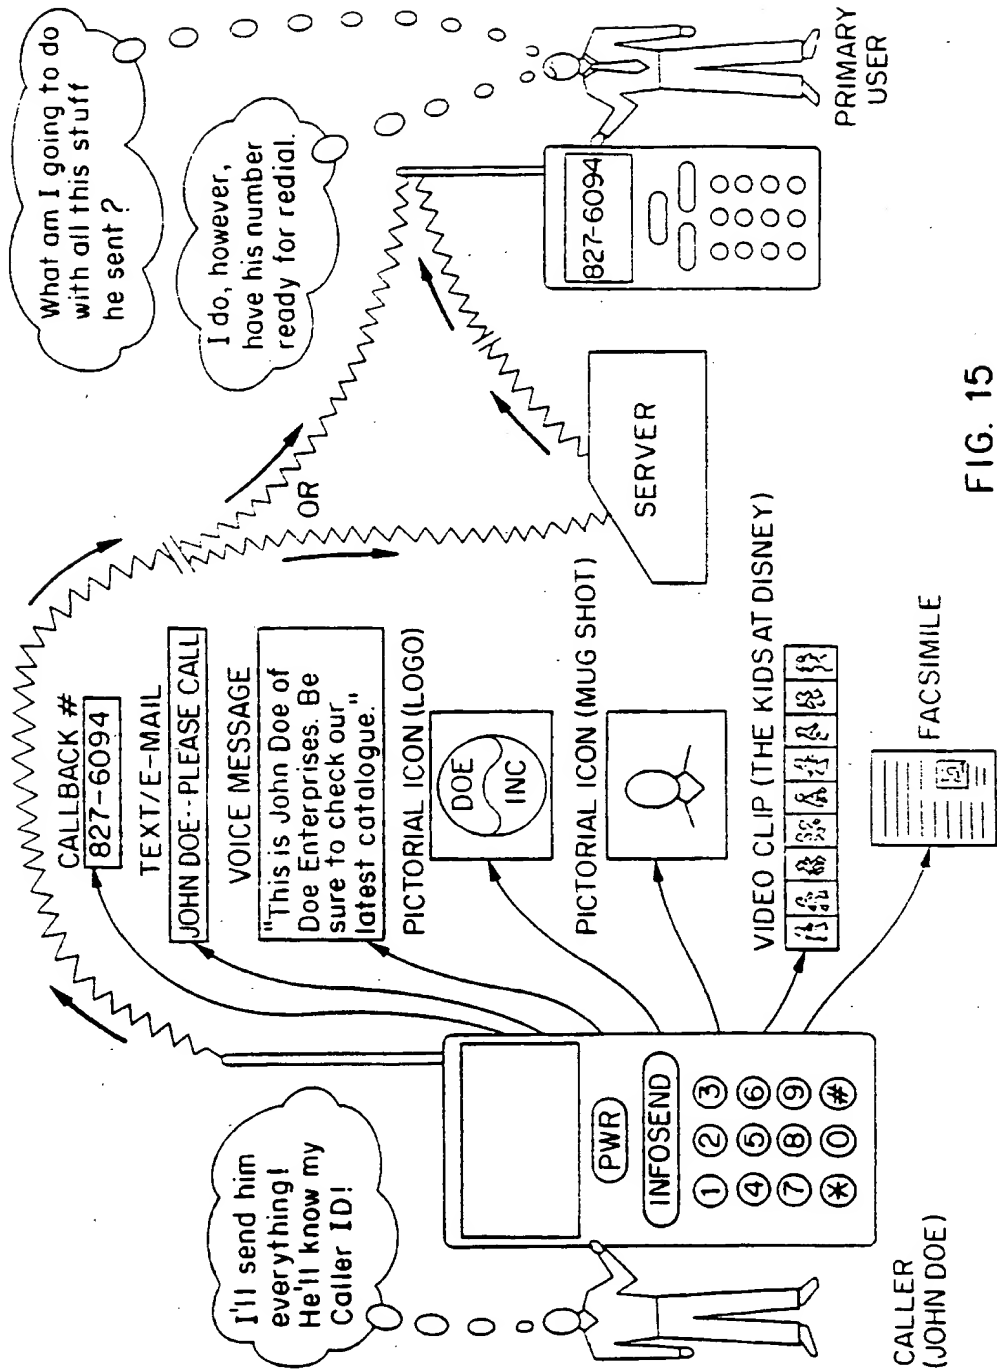 I'll send him
everything!
He'll know my
Caller ID!
CALLER
(JOHN DOE)
PWR
INFOSEND
1 2 3
4 5 6
7 8 9
* 0 #
CALLBACK #
827-6094
TEXT/E-MAIL
JOHN DOE--PLEASE CALL
VOICE MESSAGE
"This is John Doe of
Doe Enterprises. Be
sure to check our
latest catalogue."
PICTORIAL ICON (LOGO)
DOE
INC
PICTORIAL ICON (MUG SHOT)
VIDEO CLIP (THE KIDS AT DISNEY)
FACSIMILE
OR
SERVER
What am I going to do
with all this stuff
he sent?
I do, however,
have his number
ready for redial.
827-6094
PRIMARY
USER
FIG. 15